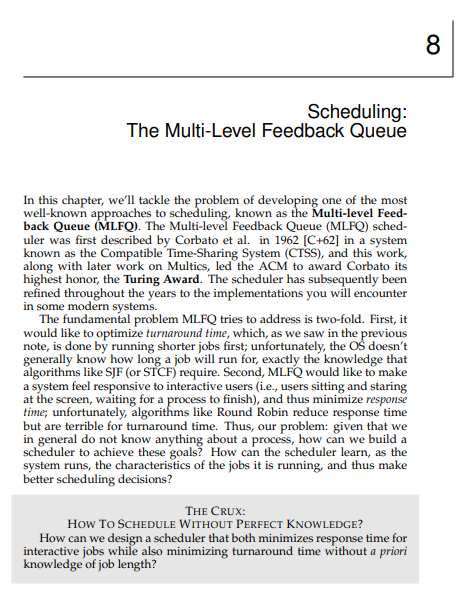 8
Scheduling:
The Multi-Level Feedback Queue
In this chapter, we'll tackle the problem of developing one of the most
well-known approaches to scheduling, known as the Multi-level Feed-
back Queue (MLFQ). The Multi-level Feedback Queue (MLFQ) sched-
uler was first described by Corbato et al. in 1962 [C+62] in a system
known as the Compatible Time-Sharing System (CTSS), and this work,
along with later work on Multics, led the ACM to award Corbato its
highest honor, the Turing Award. The scheduler has subsequently been
refined throughout the years to the implementations you will encounter
in some modern systems.
The fundamental problem MLFQ tries to address is two-fold. First, it
would like to optimize turnaround time, which, as we saw in the previous
note, is done by running shorter jobs first; unfortunately, the OS doesn't
generally know how long a job will run for, exactly the knowledge that
algorithms like SJF (or STCF) require. Second, MLFQ would like to make
a system feel responsive to interactive users (i.e., users sitting and staring
at the screen, waiting for a process to finish), and thus minimize response
time; unfortunately, algorithms like Round Robin reduce response time
but are terrible for turnaround time. Thus, our problem: given that we
in general do not know anything about a process, how can we build a
scheduler to achieve these goals? How can the scheduler learn, as the
system runs, the characteristics of the jobs it is running, and thus make
better scheduling decisions?
THE CRUX:
HOW TO SCHEDULE WITHOUT PERFECT KNOWLEDGE?
How can we design a scheduler that both minimizes response time for
interactive jobs while also minimizing turnaround time without a priori
knowledge of job length?